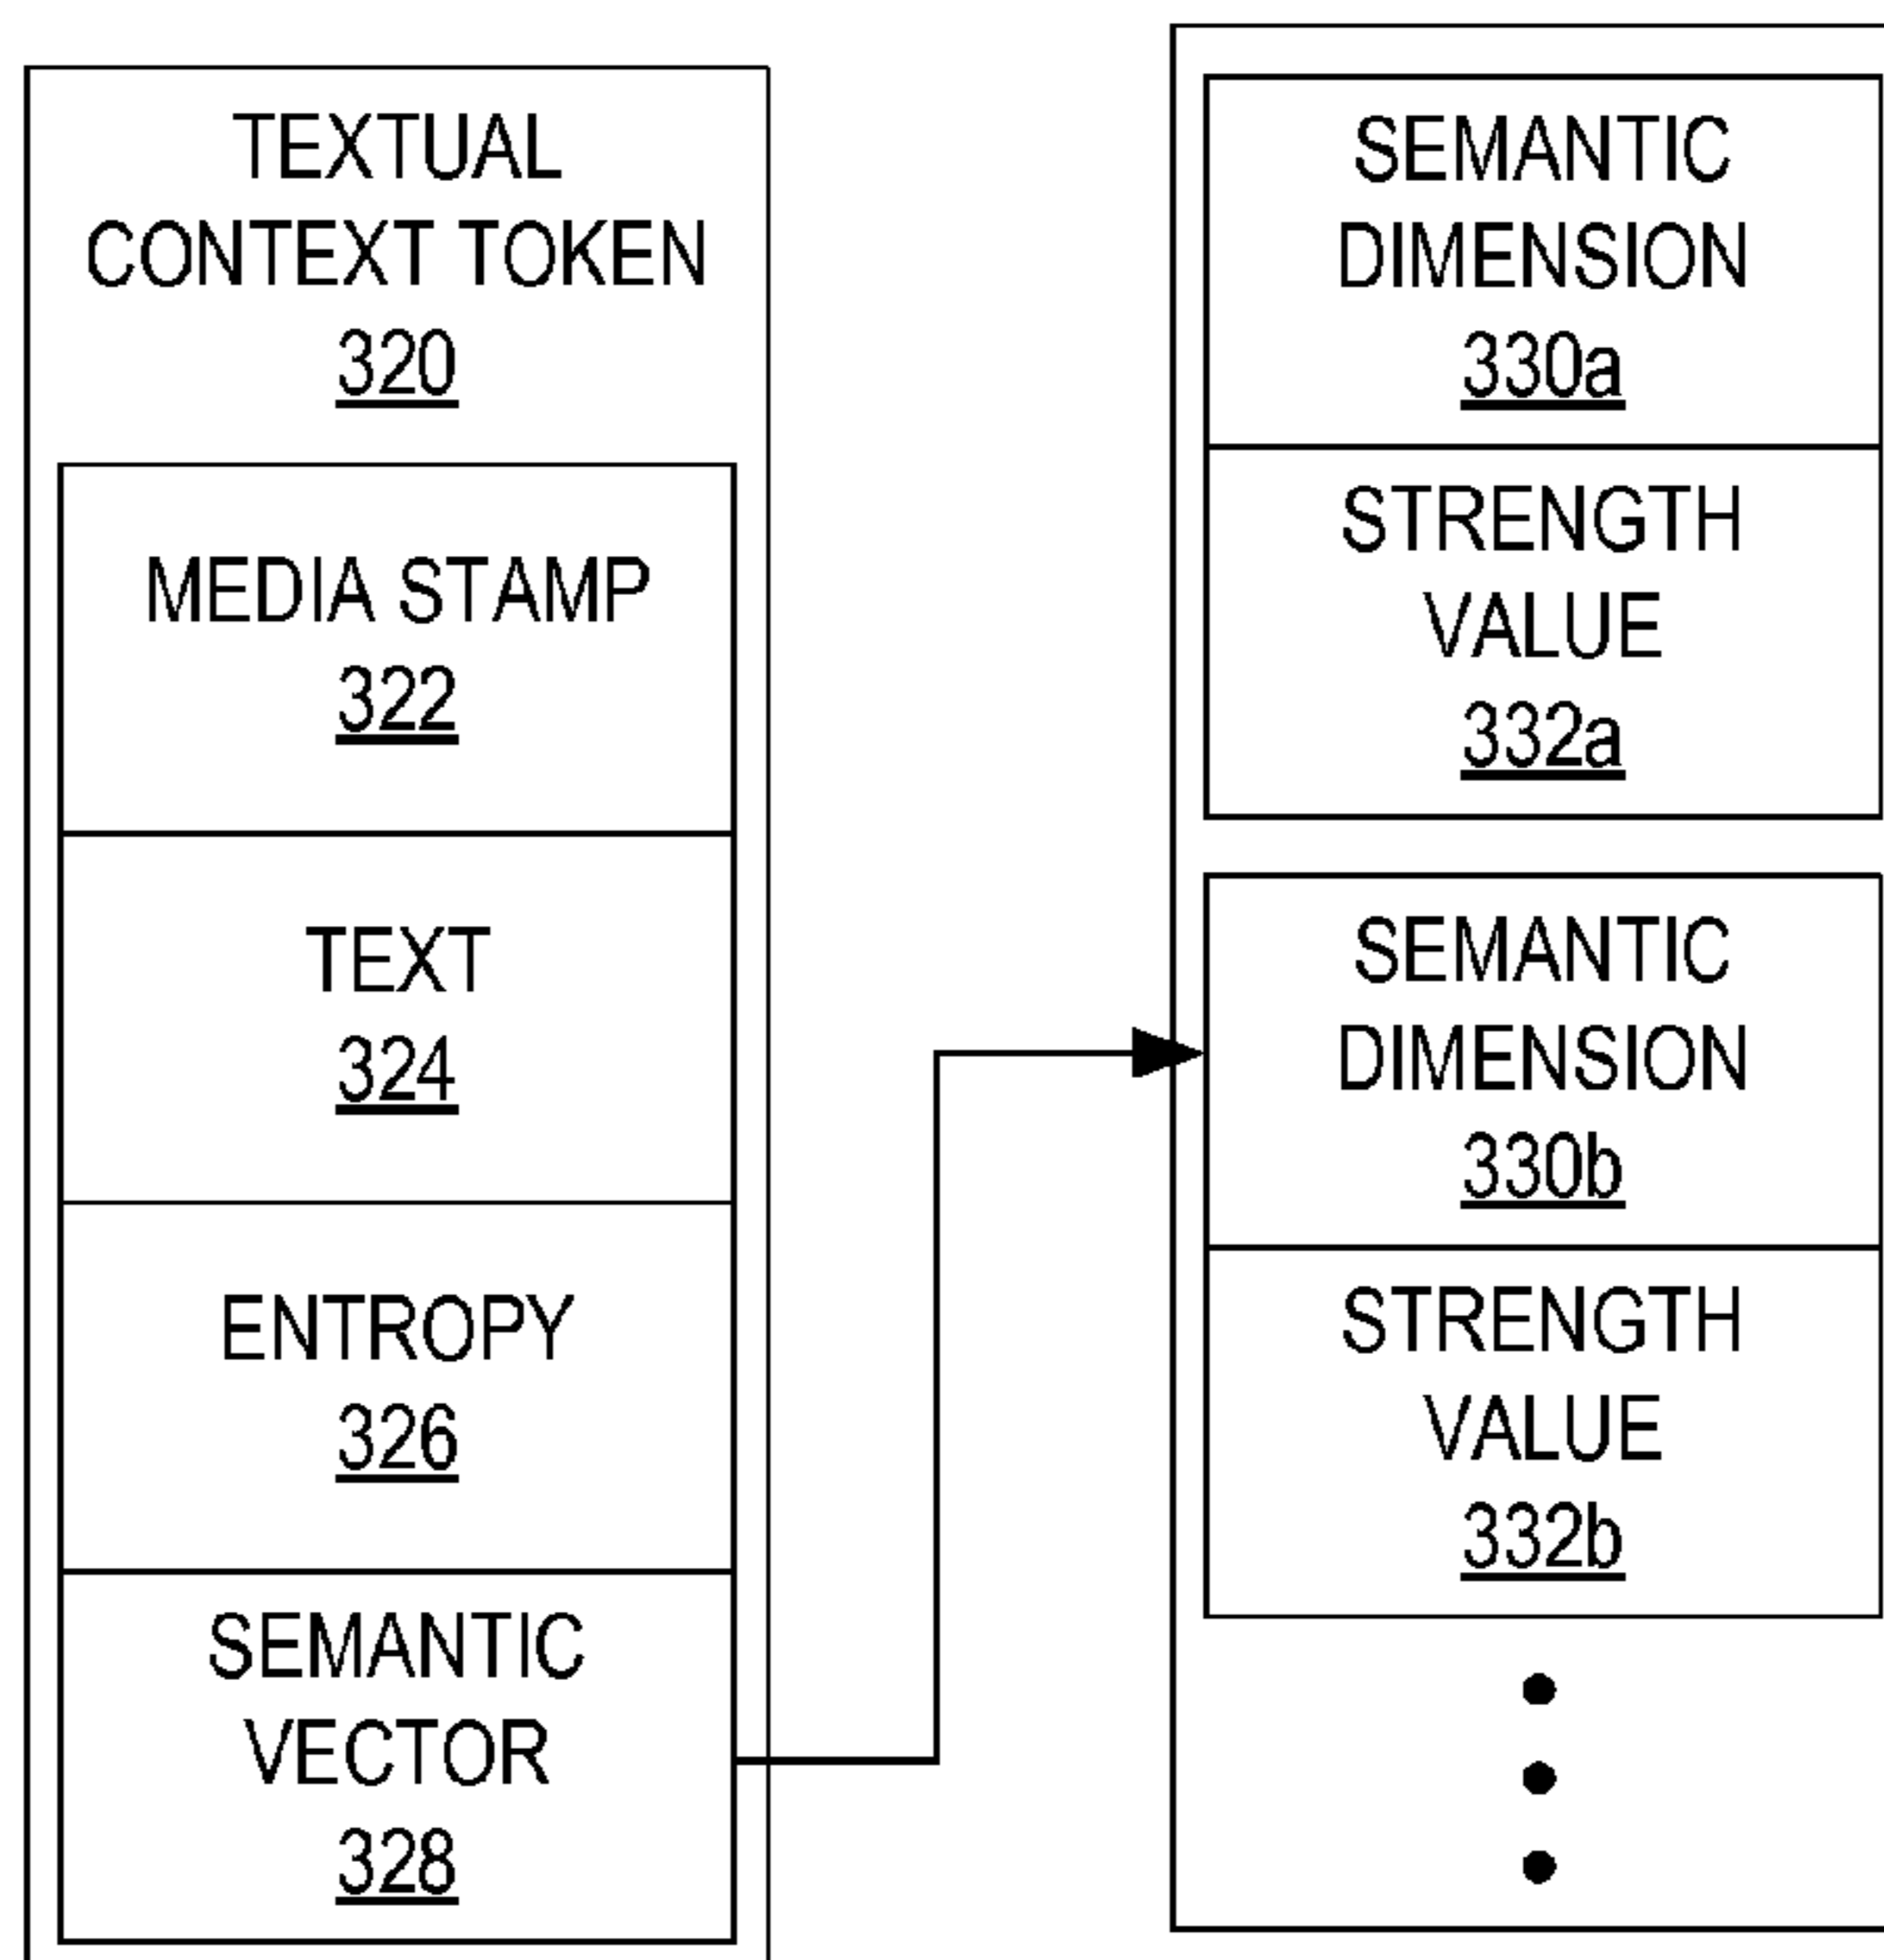 TEXTUAL
CONTEXT TOKEN
320
MEDIA STAMP
322
TEXT
324
ENTROPY
326
SEMANTIC
VECTOR
328
SEMANTIC
DIMENSION
330a
STRENGTH
VALUE
332a
SEMANTIC
DIMENSION
330b
STRENGTH
VALUE
332b